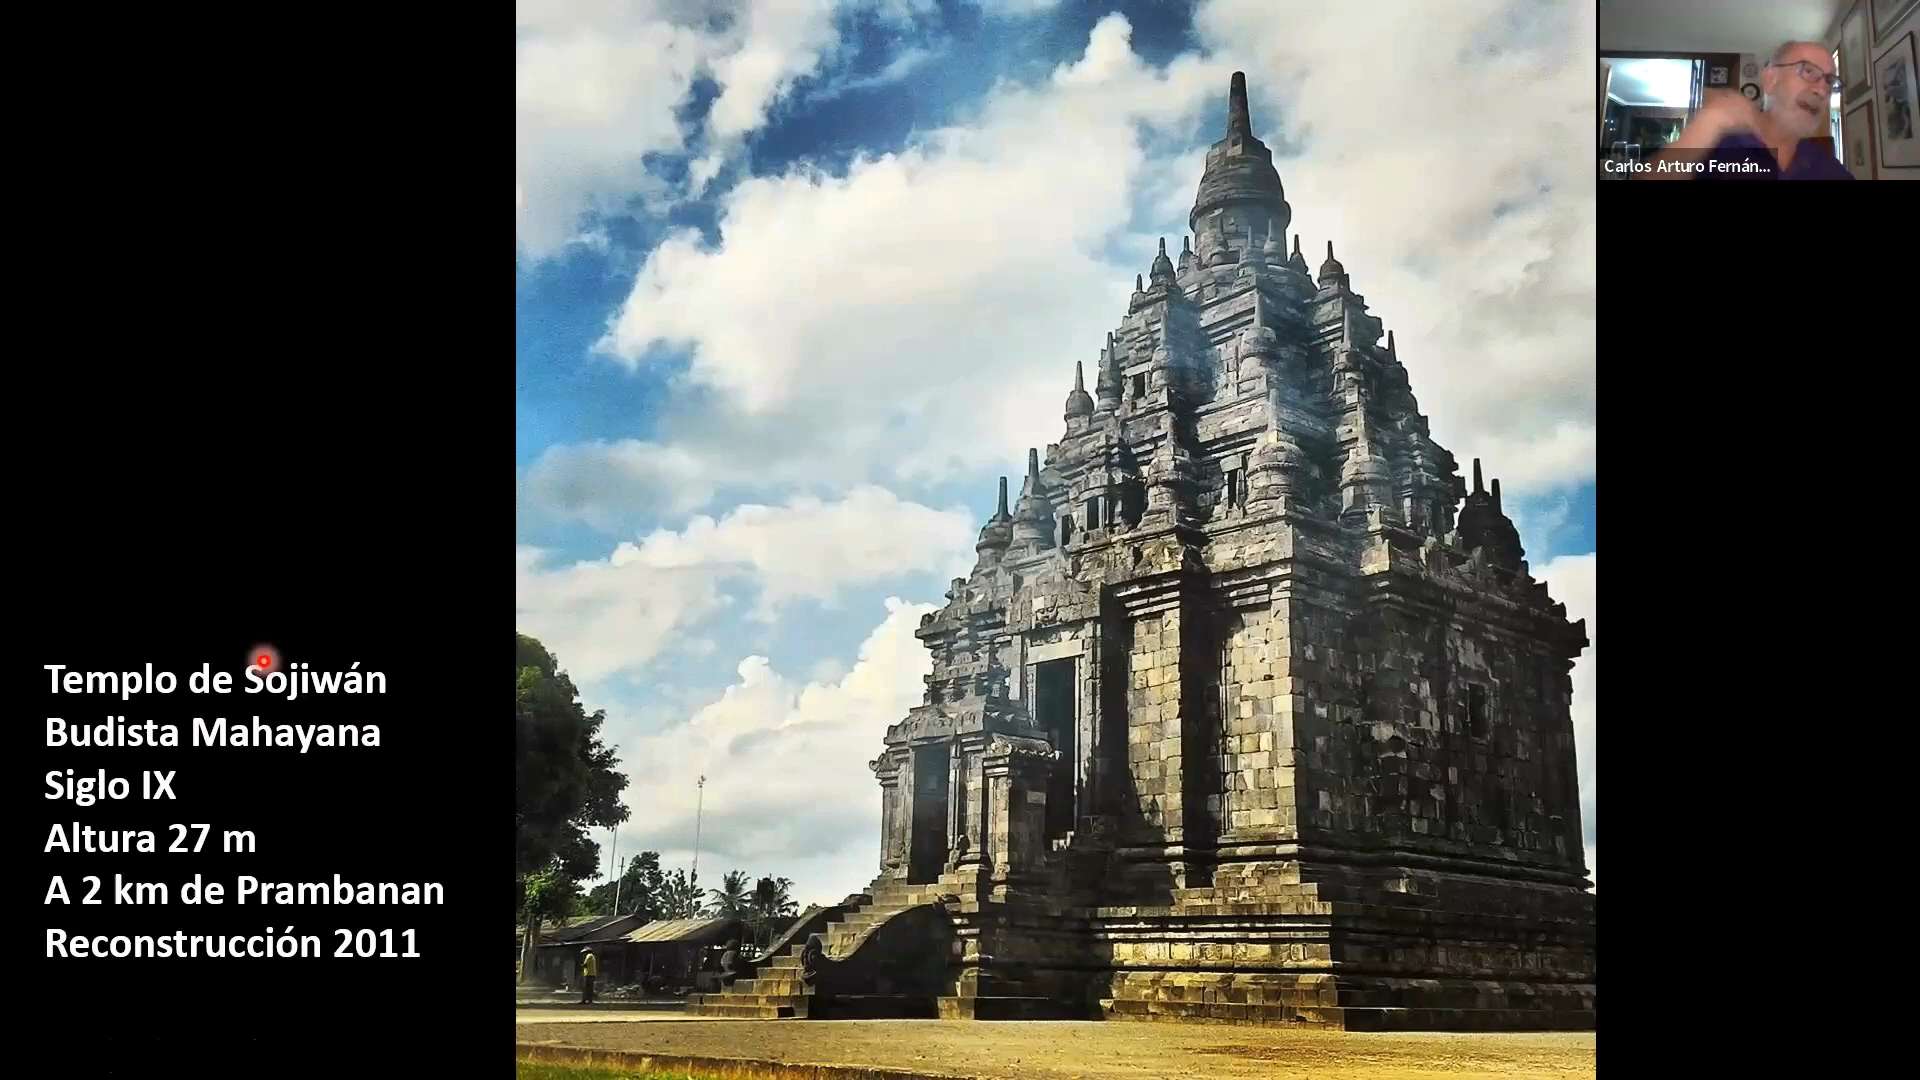 Templo de Sojiwán
Budista Mahayana
Siglo IX
Altura 27 m
A 2 km de Prambanan
Reconstrucción 2011
Carlos Arturo Fernán...